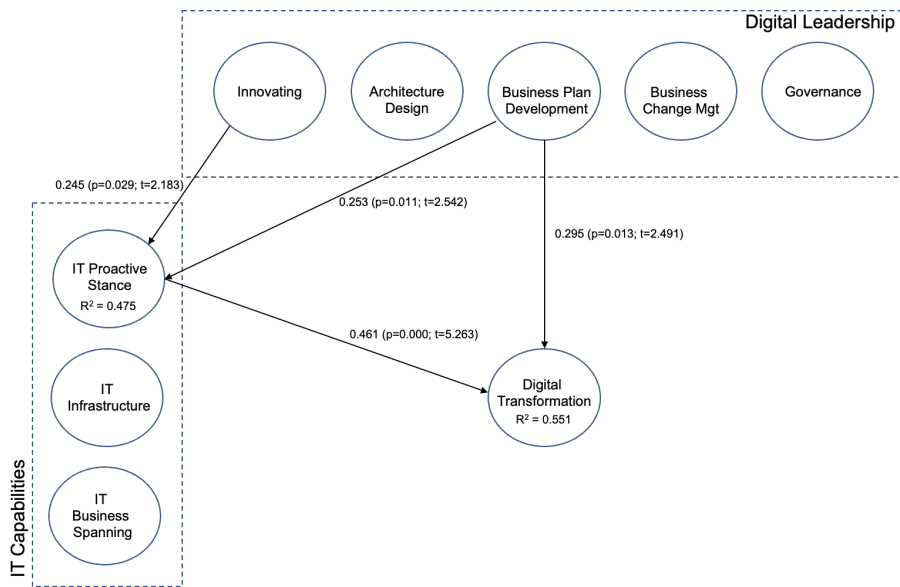 Digital Leadership
Innovating
Architecture
Design
Business Plan
Development
Business
Change Mgt
Governance
0.245 (p=0.029; t=2.183)
0.253 (p=0.011; t=2.542)
0.295 (p=0.013; t=2.491)
IT Proactive
Stance
R² = 0.475
0.461 (p=0.000; t=5.263)
IT
Infrastructure
Digital
Transformation
R² = 0.551
IT
Business
Spanning
IT Capabilities